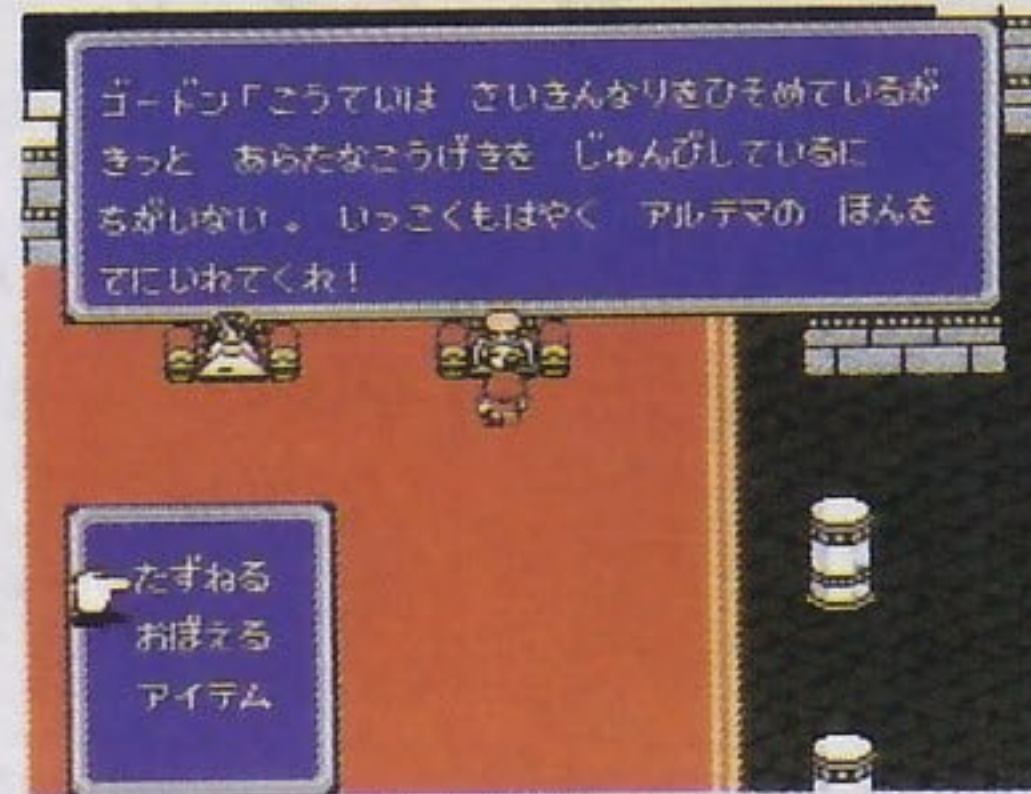 ゴードン「こうていは　さいきんなりをひそめているが
きっと　あらたなこうげきを　じゅんびしているに
ちがいない。　いっこくもはやく　アルテマの　ほんを
てにいれてくれ！
たずねる
おぼえる
アイテム